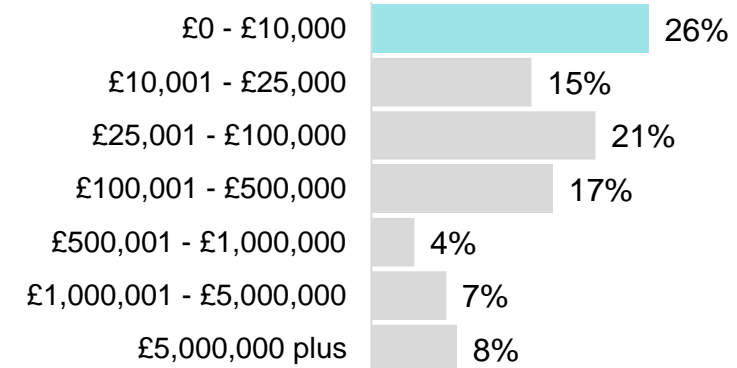 £0 - £10,000 26%
£10,001 - £25,000 15%
£25,001 - £100,000 21%
£100,001 - £500,000 17%
£500,001 - £1,000,000 4%
£1,000,001 - £5,000,000 7%
£5,000,000 plus 8%